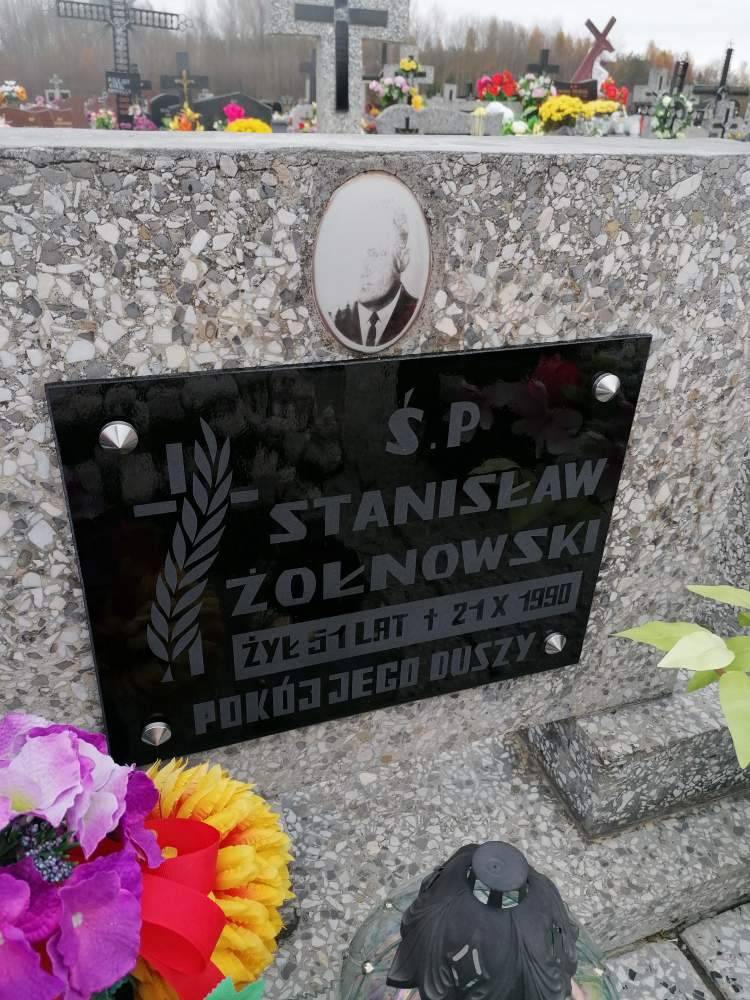 Ś.P
STANISŁAW
ŻOŁNOWSKI
ŻYŁ 51 LAT † 21 X 1990
POKÓJ JEGO DUSZY